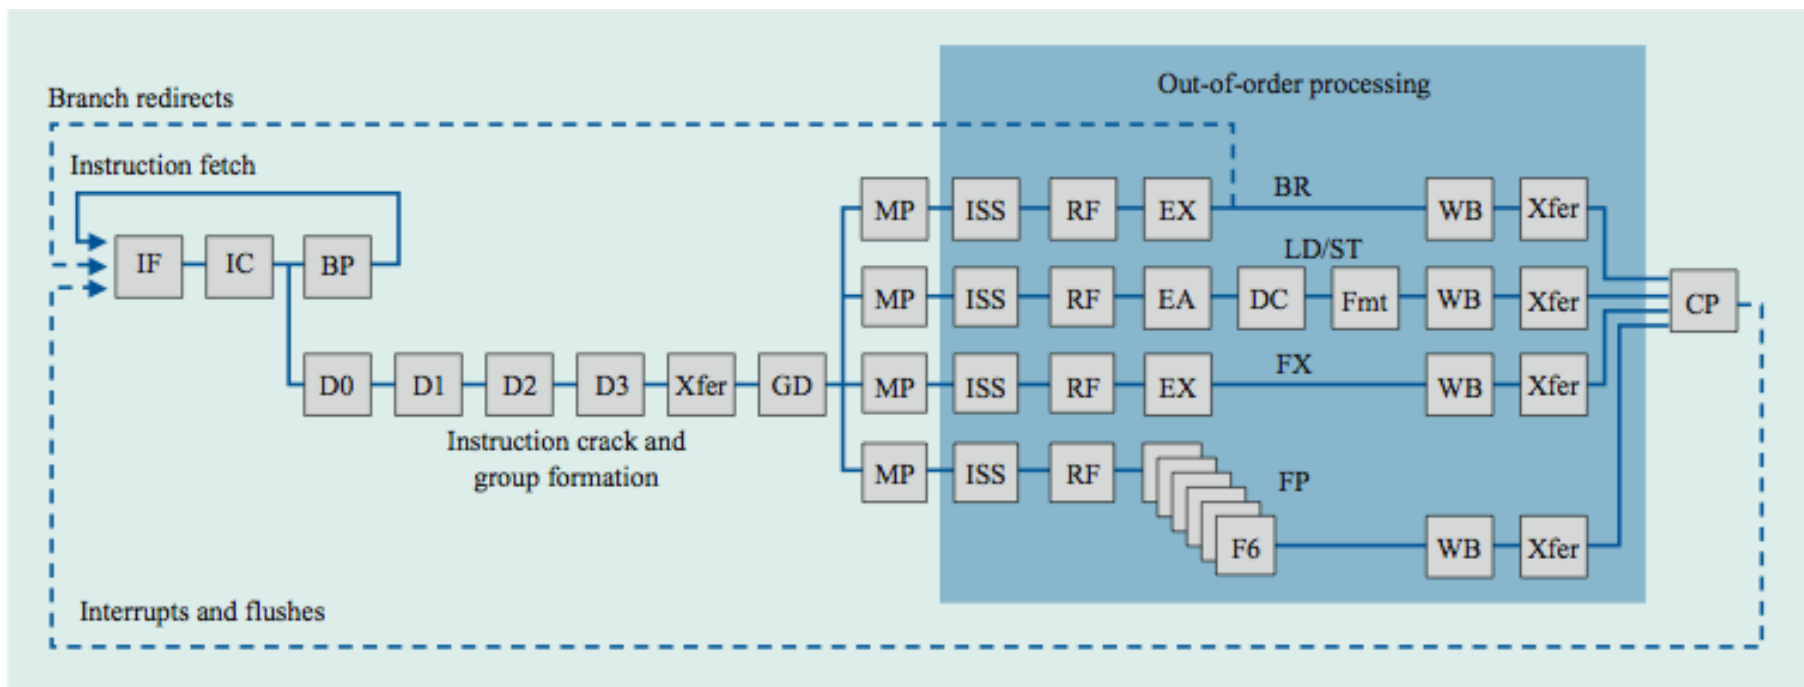 Out-of-order processing
Branch redirects
Instruction fetch
MP ISS RF EX BR WB Xfer
IF IC BP
LD/ST
MP ISS RF EA DC Fmt WB Xfer CP
FX
D0 D1 D2 D3 Xfer GD MP ISS RF EX WB Xfer
Instruction crack and
group formation
MP ISS RF FP
F6 WB Xfer
Interrupts and flushes